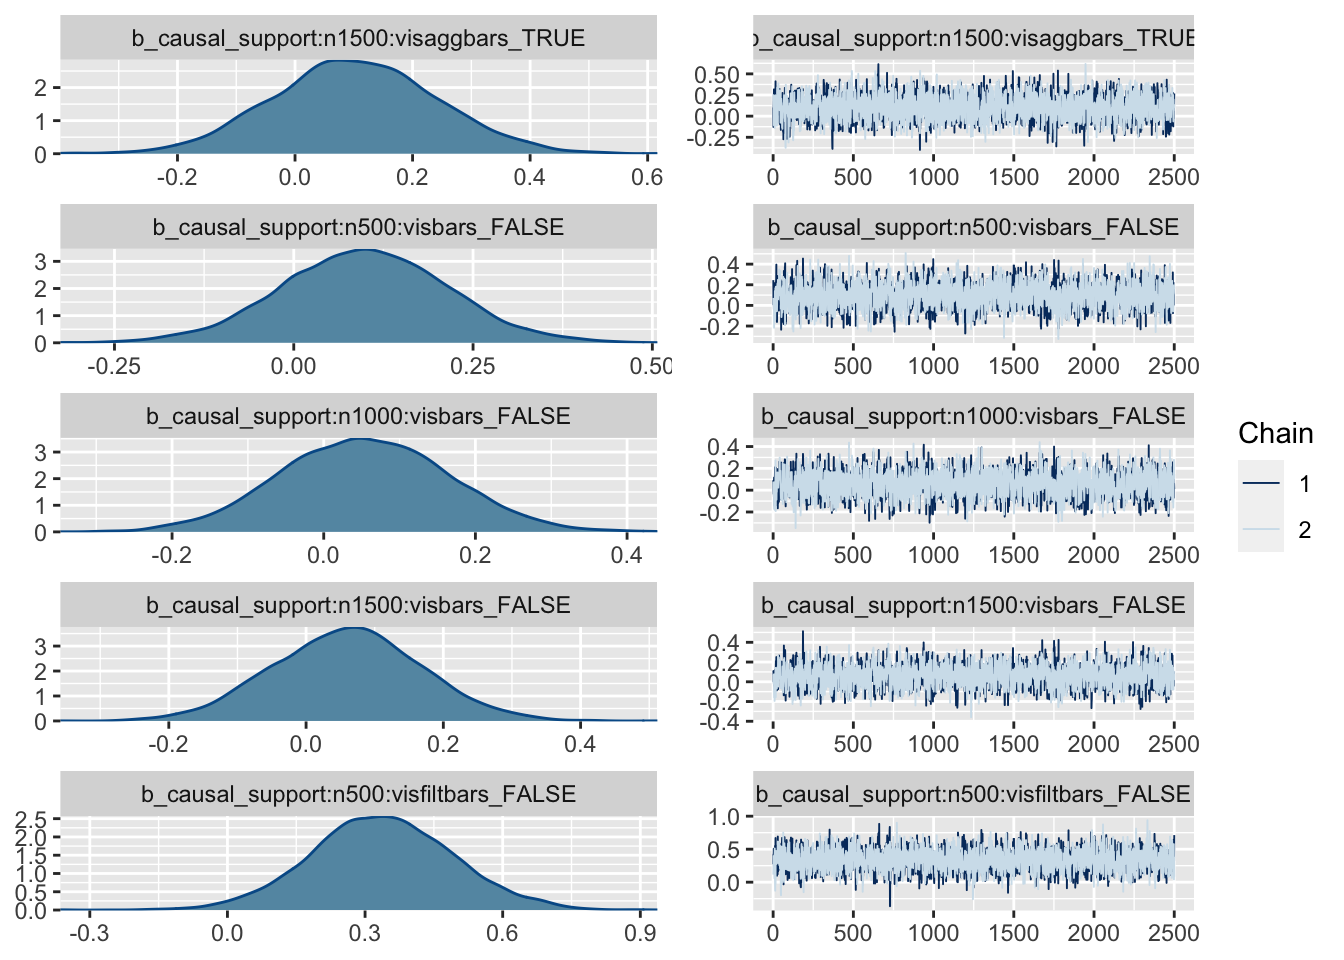 b_causal_support:n1500:visaggbars_TRUE
2
1
0
-0.2 0.0 0.2 0.4 0.6
b_causal_support:n1500:visaggbars_TRUE
0.50
0.25
0.00
-0.25
0 500 1000 1500 2000 2500
b_causal_support:n500:visbars_FALSE
3
2
1
0
-0.25 0.00 0.25 0.50
b_causal_support:n500:visbars_FALSE
0.4
0.2
0.0
-0.2
0 500 1000 1500 2000 2500
b_causal_support:n1000:visbars_FALSE
3
2
1
0
-0.2 0.0 0.2 0.4
b_causal_support:n1000:visbars_FALSE
0.4
0.2
0.0
-0.2
0 500 1000 1500 2000 2500
b_causal_support:n1500:visbars_FALSE
3
2
1
0
-0.2 0.0 0.2 0.4
b_causal_support:n1500:visbars_FALSE
0.4
0.2
0.0
-0.2
-0.4
0 500 1000 1500 2000 2500
b_causal_support:n500:visfiltbars_FALSE
2.5
2.0
1.5
1.0
0.5
0.0
-0.3 0.0 0.3 0.6 0.9
b_causal_support:n500:visfiltbars_FALSE
1.0
0.5
0.0
0 500 1000 1500 2000 2500
Chain
1
2